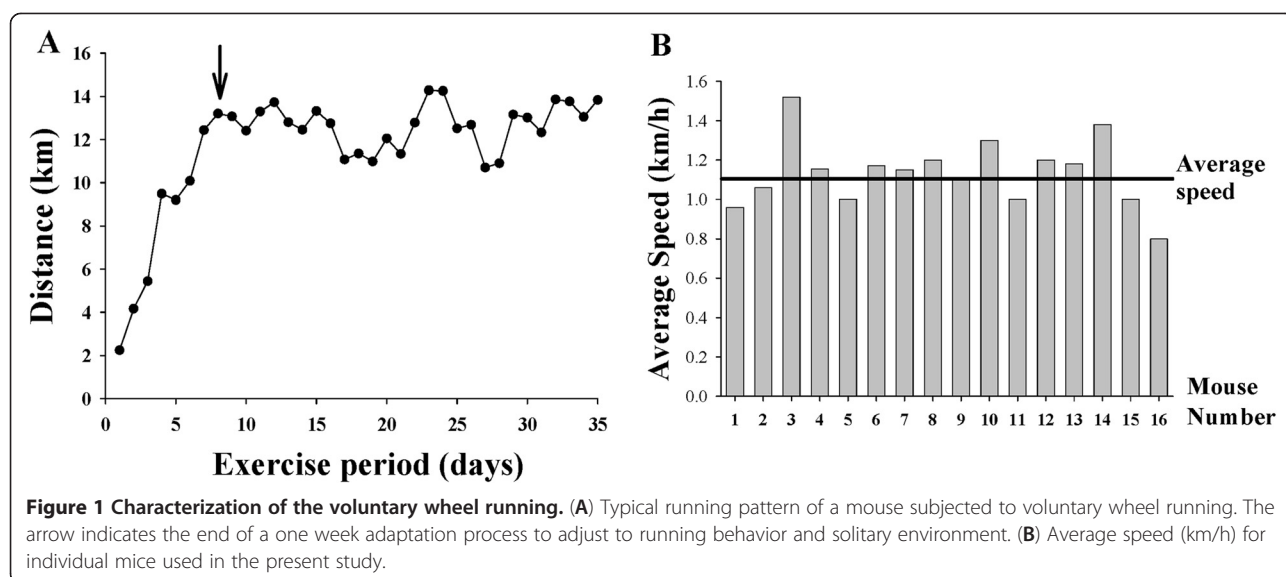 A
16
14
12
10
8
6
4
2
0
Distance (km)
0 5 10 15 20 25 30 35
Exercise period (days)
B
1.6
1.4
1.2
1.0
0.8
0.6
0.4
0.2
0.0
Average Speed (km/h)
Average
speed
Mouse
Number
1 2 3 4 5 6 7 8 9 10 11 12 13 14 15 16
Figure 1 Characterization of the voluntary wheel running. (A) Typical running pattern of a mouse subjected to voluntary wheel running. The
arrow indicates the end of a one week adaptation process to adjust to running behavior and solitary environment. (B) Average speed (km/h) for
individual mice used in the present study.